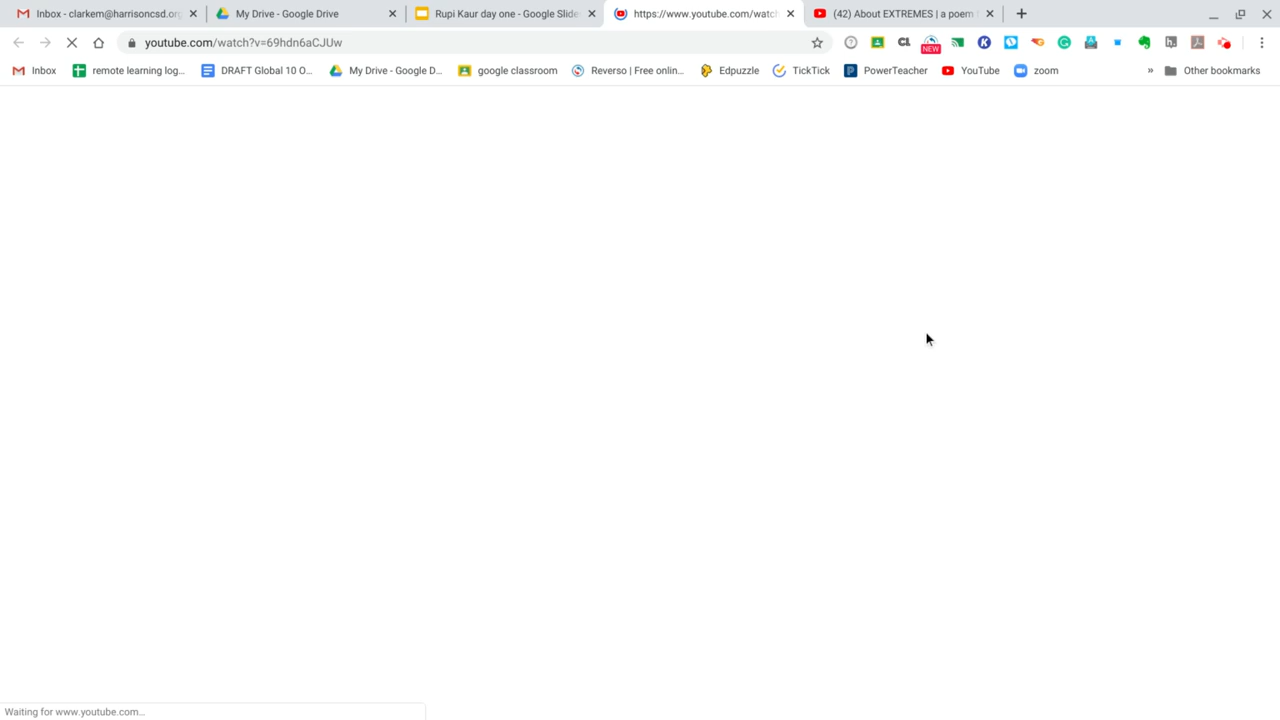 Inbox - clarkem@harrisoncsd.org
My Drive - Google Drive
Rupi Kaur day one - Google Slide
https://www.youtube.com/watc
(42) About EXTREMES | a poem
youtube.com/watch?v=69hdn6aCJUw
NEW
Inbox
remote learning log...
DRAFT Global 10 O...
My Drive - Google D...
google classroom
Reverso | Free onlin...
Edpuzzle
TickTick
PowerTeacher
YouTube
zoom
»
Other bookmarks
Waiting for www.youtube.com...